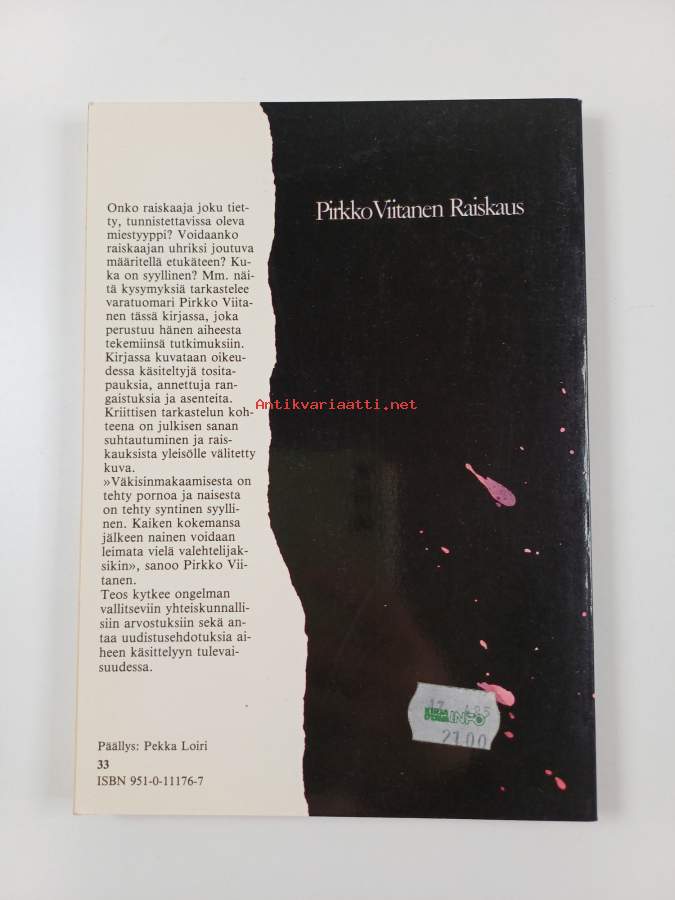 Pirkko Viitanen Raiskaus
Onko raiskaaja joku tiet-
ty, tunnistettavissa oleva
miestyyppi? Voidaanko
raiskaajan uhriksi joutuva
määritellä etukäteen? Ku-
ka on syyllinen? Mm. näi-
tä kysymyksiä tarkastelee
varatuomari Pirkko Viita-
nen tässä kirjassa, joka
perustuu hänen aiheesta
tekemiinsä tutkimuksiin.
Kirjassa kuvataan oikeu-
dessa käsiteltyjä tosita-
pauksia, annettuja ran-
gaistuksia ja asenteita.
Kriittisen tarkastelun koh-
teena on julkisen sanan
suhtautuminen ja rais-
kauksista yleisölle välitetty
kuva.
»Väkisinmakaamisesta on
tehty pornoa ja naisesta
on tehty syntinen syylli-
nen. Kaiken kokemansa
jälkeen nainen voidaan
leimata vielä valehtelijak-
sikin», sanoo Pirkko Vii-
tanen.
Teos kytkee ongelman
vallitseviin yhteiskunnalli-
siin arvostuksiin sekä an-
taa uudistusehdotuksia ai-
heen käsittelyyn tulevai-
suudessa.
Antikvariaatti.net
INFO
21.00
Päällys: Pekka Loiri
33
ISBN 951-0-11176-7